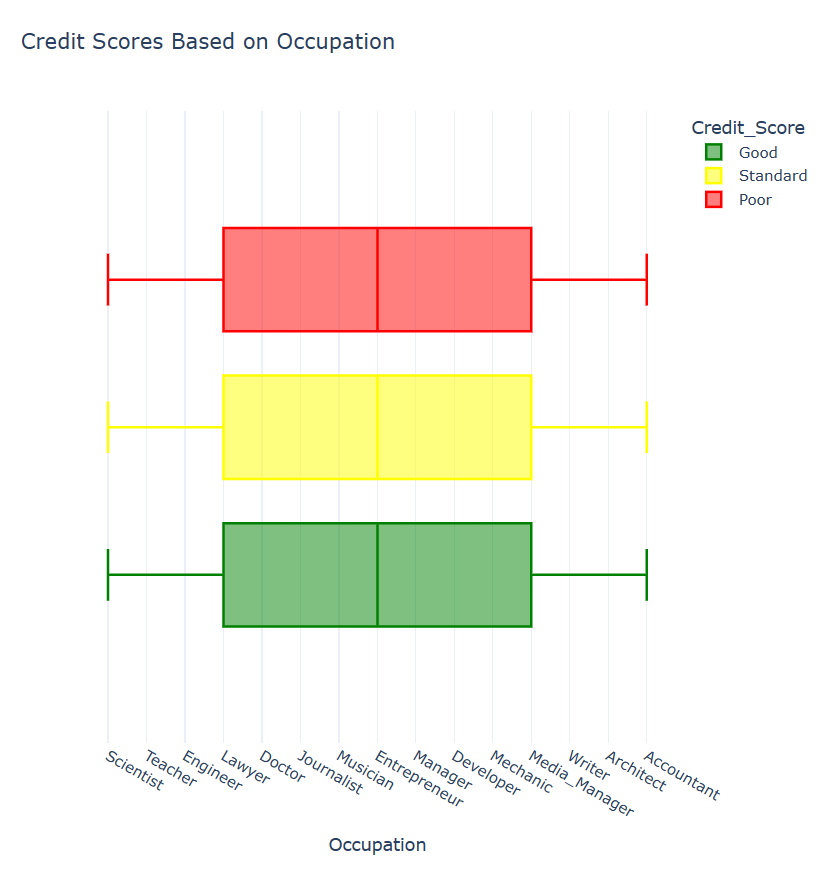 Credit Scores Based on Occupation
Credit_Score
Good
Standard
Poor
Scientist
Teacher
Engineer
Lawyer
Doctor
Journalist
Musician
Entrepreneur
Manager
Developer
Mechanic
Media_Manager
Writer
Architect
Accountant
Occupation